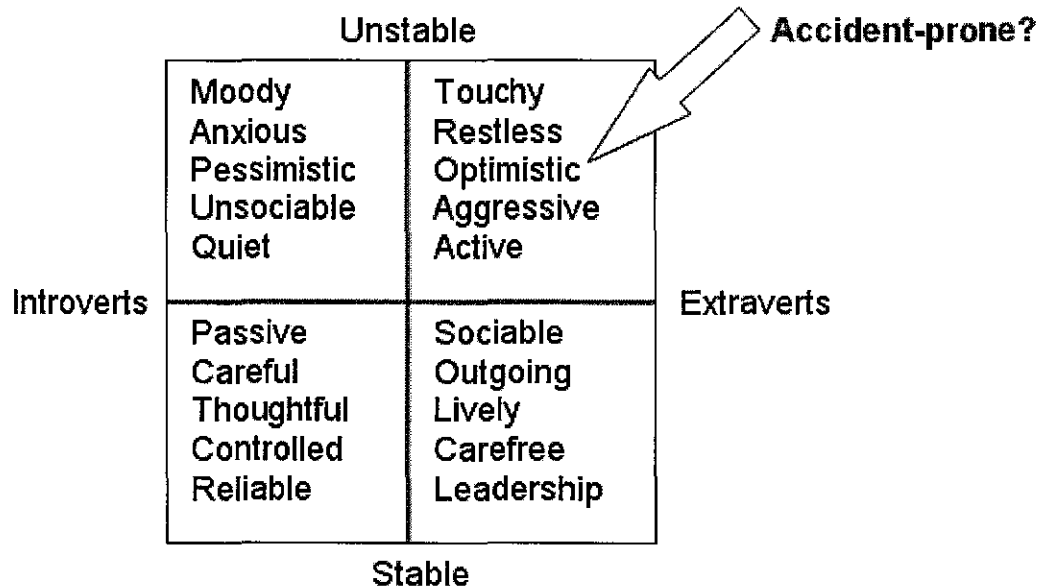 Unstable
Accident-prone?
Moody
Anxious
Pessimistic
Unsociable
Quiet
Touchy
Restless
Optimistic
Aggressive
Active
Introverts
Extraverts
Passive
Careful
Thoughtful
Controlled
Reliable
Sociable
Outgoing
Lively
Carefree
Leadership
Stable